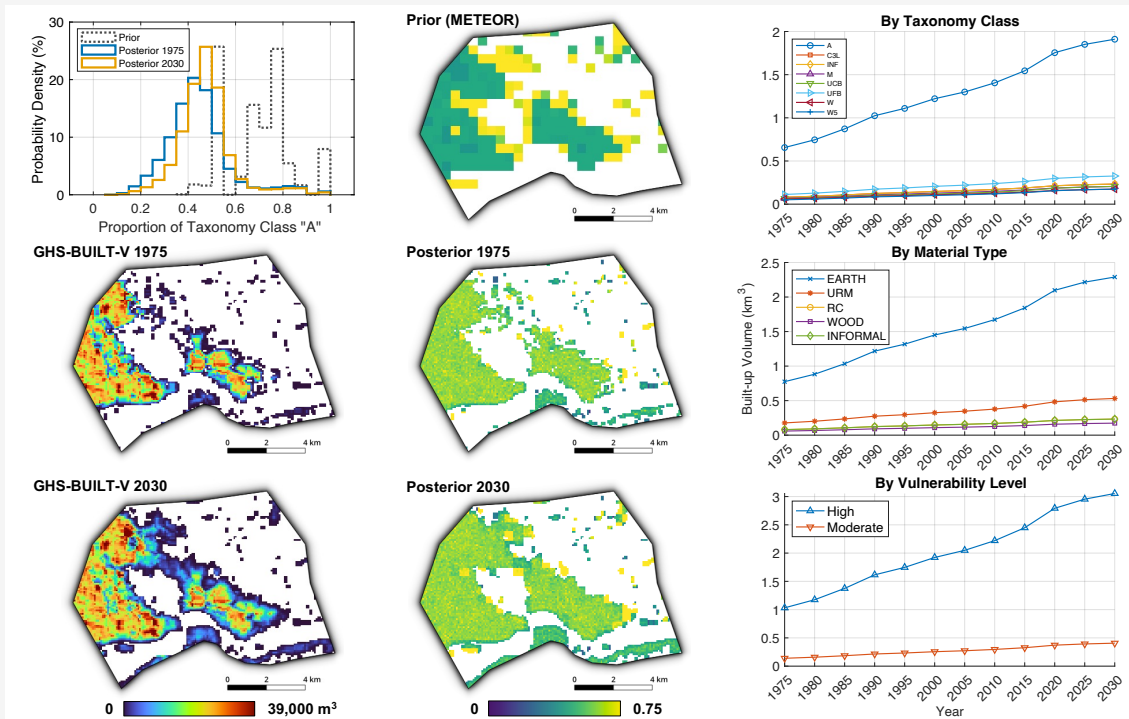 30
20
10
0
Probability Density (%)
Prior
Posterior 1975
Posterior 2030
0 0.2 0.4 0.6 0.8 1
Proportion of Taxonomy Class "A"
Prior (METEOR)
0 2 4 km
By Taxonomy Class
2
1.5
1
0.5
0
A
C3L
INF
M
UCB
UFB
W
W5
1975 1980 1985 1990 1995 2000 2005 2010 2015 2020 2025 2030
GHS-BUILT-V 1975
0 2 4 km
Posterior 1975
0 2 4 km
By Material Type
2.5
2
1.5
1
0.5
0
Built-up Volume (km³)
EARTH
URM
RC
WOOD
INFORMAL
1975 1980 1985 1990 1995 2000 2005 2010 2015 2020 2025 2030
GHS-BUILT-V 2030
0 2 4 km
0 39,000 m³
Posterior 2030
0 2 4 km
0 0.75
By Vulnerability Level
3
2.5
2
1.5
1
0.5
0
High
Moderate
1975 1980 1985 1990 1995 2000 2005 2010 2015 2020 2025 2030
Year